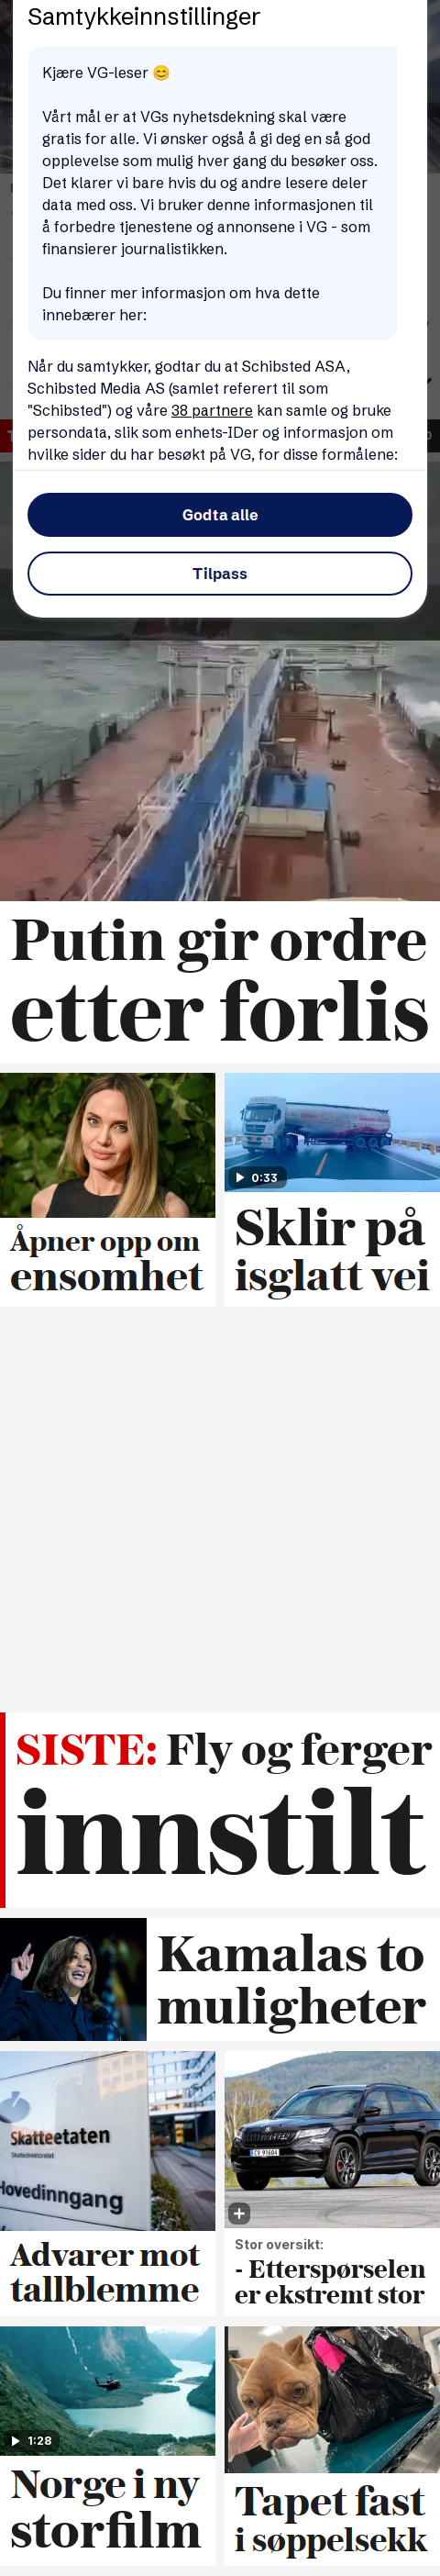 Samtykkeinnstillinger
Kjære VG-leser 😊
Vårt mål er at VGs nyhetsdekning skal være
gratis for alle. Vi ønsker også å gi deg en så god
opplevelse som mulig hver gang du besøker oss.
Det klarer vi bare hvis du og andre lesere deler
data med oss. Vi bruker denne informasjonen til
å forbedre tjenestene og annonsene i VG - som
finansierer journalistikken.
Du finner mer informasjon om hva dette
innebærer her:
Når du samtykker, godtar du at Schibsted ASA,
Schibsted Media AS (samlet referert til som
"Schibsted") og våre 38 partnere kan samle og bruke
persondata, slik som enhets-IDer og informasjon om
hvilke sider du har besøkt på VG, for disse formålene:
Godta alle
Tilpass
Putin gir ordre
etter forlis
Åpner opp om
ensomhet
0:33
Sklir på
isglatt vei
SISTE: Fly og ferger
innstilt
Kamalas to
muligheter
Skatteetaten
Skattedirektoratet
Hovedinngang
Advarer mot
tallblemme
CV 91604
Stor oversikt:
- Etterspørselen
er ekstremt stor
1:28
Norge i ny
storfilm
Tapet fast
i søppelsekk